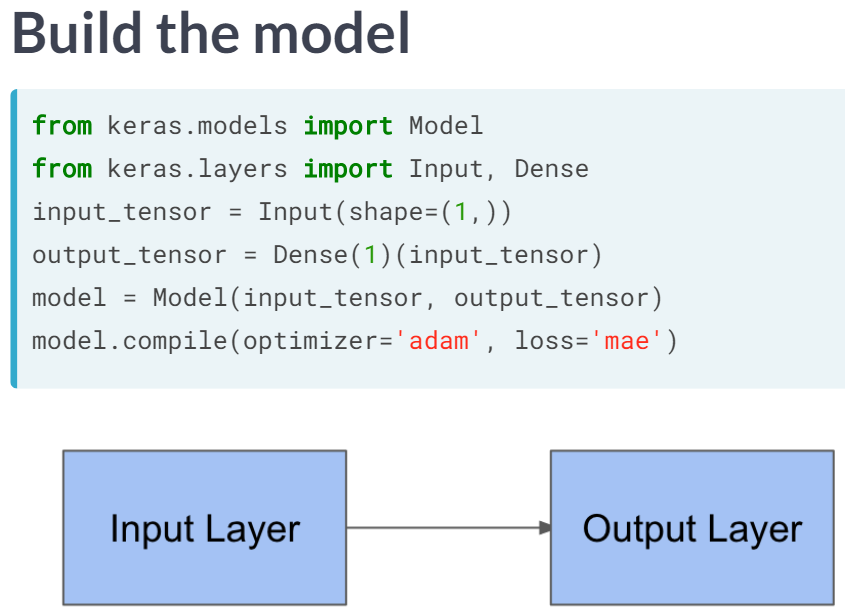 Build the model
from keras.models import Model
from keras.layers import Input, Dense
input_tensor = Input(shape=(1,))
output_tensor = Dense(1)(input_tensor)
model = Model(input_tensor, output_tensor)
model.compile(optimizer='adam', loss='mae')
Input Layer
Output Layer